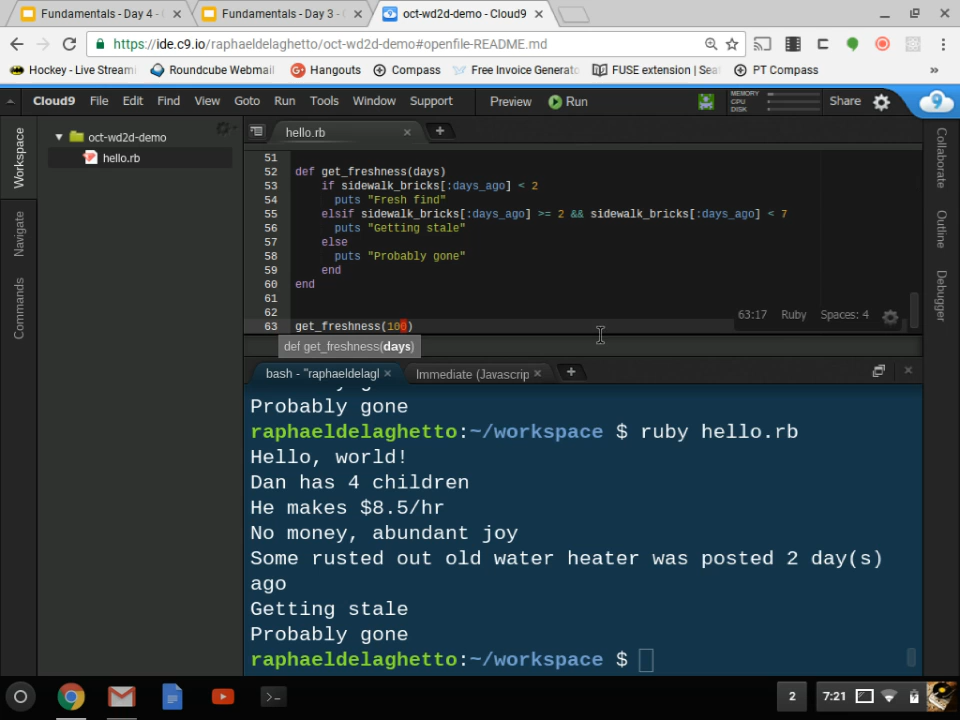 Fundamentals - Day 4 -
Fundamentals - Day 3 -
oct-wd2d-demo - Cloud9
https://ide.c9.io/raphaeldelaghetto/oct-wd2d-demo#openfile-README.md
Hockey - Live Streami
Roundcube Webmail
Hangouts
Compass
Free Invoice Generato
FUSE extension | Sea
PT Compass
»
Cloud9 File Edit Find View Goto Run Tools Window Support Preview Run
MEMORY
CPU
DISK
Share
Workspace
Navigate
Commands
oct-wd2d-demo
hello.rb
hello.rb
51
52 def get_freshness(days)
53 if sidewalk_bricks[:days_ago] < 2
54 puts "Fresh find"
55 elsif sidewalk_bricks[:days_ago] >= 2 && sidewalk_bricks[:days_ago] < 7
56 puts "Getting stale"
57 else
58 puts "Probably gone"
59 end
60 end
61
62
63 get_freshness(100)
63:17 Ruby Spaces: 4
def get_freshness(days)
Collaborate
Outline
Debugger
bash - "raphaeldelagl
Immediate (Javascrip
Probably gone
raphaeldelaghetto:~/workspace $ ruby hello.rb
Hello, world!
Dan has 4 children
He makes $8.5/hr
No money, abundant joy
Some rusted out old water heater was posted 2 day(s)
ago
Getting stale
Probably gone
raphaeldelaghetto:~/workspace $
2
7:21